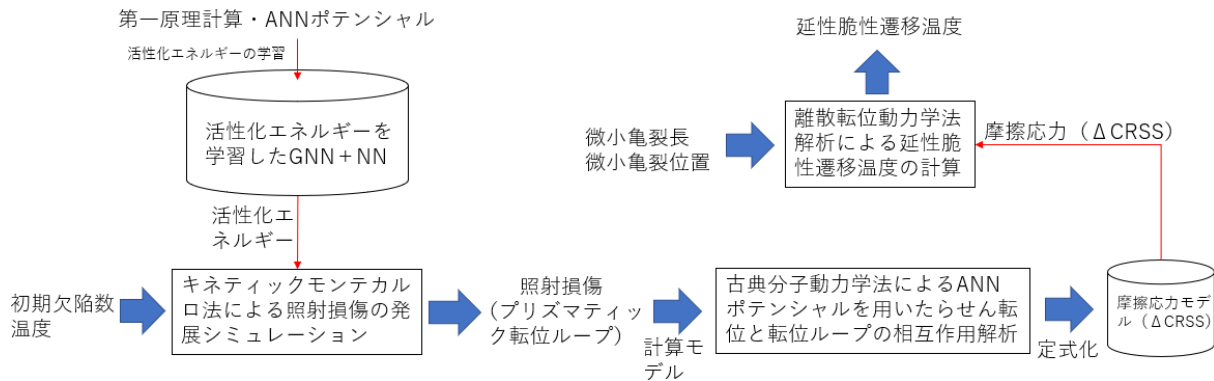 第一原理計算・ANNポテンシャル
活性化エネルギーの学習
活性化エネルギーを
学習したGNN+NN
活性化エ
ネルギー
初期欠陥数
温度
キネティックモンテカル
ロ法による照射損傷の発
展シミュレーション
照射損傷
(プリズマティッ
ク転位ループ)
計算モ
デル
古典分子動力学法によるANN
ポテンシャルを用いたらせん転
位と転位ループの相互作用解析
定式化
摩擦応力モデ
ル(ΔCRSS)
摩擦応力(ΔCRSS)
微小亀裂長
微小亀裂位置
離散転位動力学法
解析による延性脆
性遷移温度の計算
延性脆性遷移温度